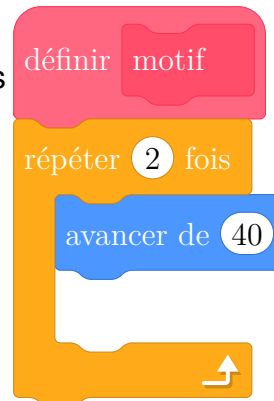 définir motif
s
répéter 2 fois
avancer de 40